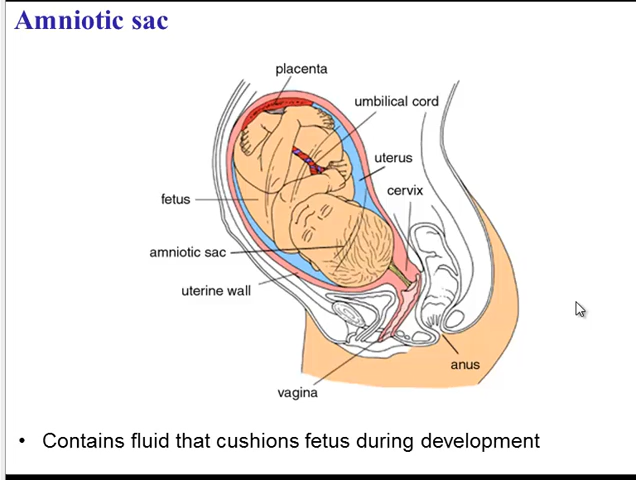 Amniotic sac
placenta
umbilical cord
uterus
cervix
fetus
amniotic sac
uterine wall
anus
vagina
• Contains fluid that cushions fetus during development